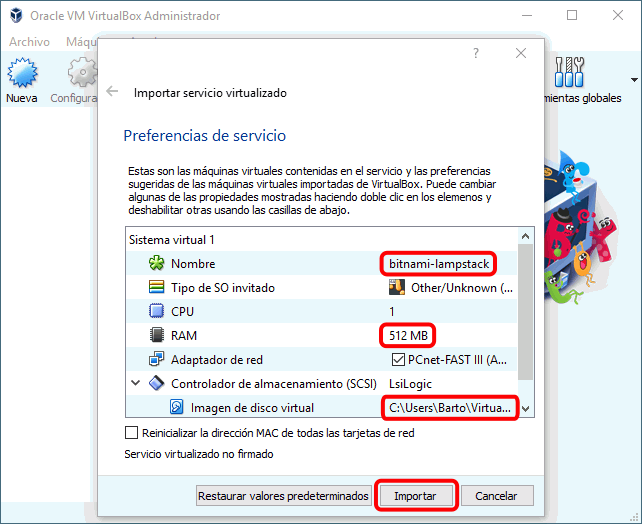 Oracle VM VirtualBox Administrador
Archivo Máqu
Nueva Configura mientas globales
?
Importar servicio virtualizado
Preferencias de servicio
Estas son las máquinas virtuales contenidas en el servicio y las preferencias
sugeridas de las máquinas virtuales importadas de VirtualBox. Puede cambiar
algunas de las propiedades mostradas haciendo doble clic en los elemenos y
deshabilitar otras usando las casillas de abajo.
Sistema virtual 1
Nombre bitnami-lampstack
Tipo de SO invitado Other/Unknown (...
CPU 1
RAM 512 MB
Adaptador de red PCnet-FAST III (A...
Controlador de almacenamiento (SCSI) LsiLogic
Imagen de disco virtual C:\Users\Barto\Virtua...
Reinicializar la dirección MAC de todas las tarjetas de red
Servicio virtualizado no firmado
Restaurar valores predeterminados Importar Cancelar